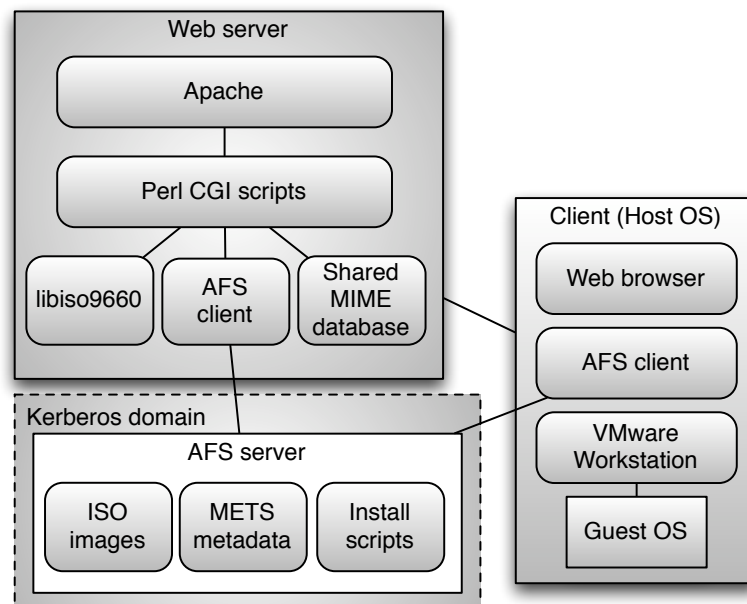 Web server
Apache
Perl CGI scripts
libiso9660
AFS
client
Shared
MIME
database
Kerberos domain
AFS server
ISO
images
METS
metadata
Install
scripts
Client (Host OS)
Web browser
AFS client
VMware
Workstation
Guest OS